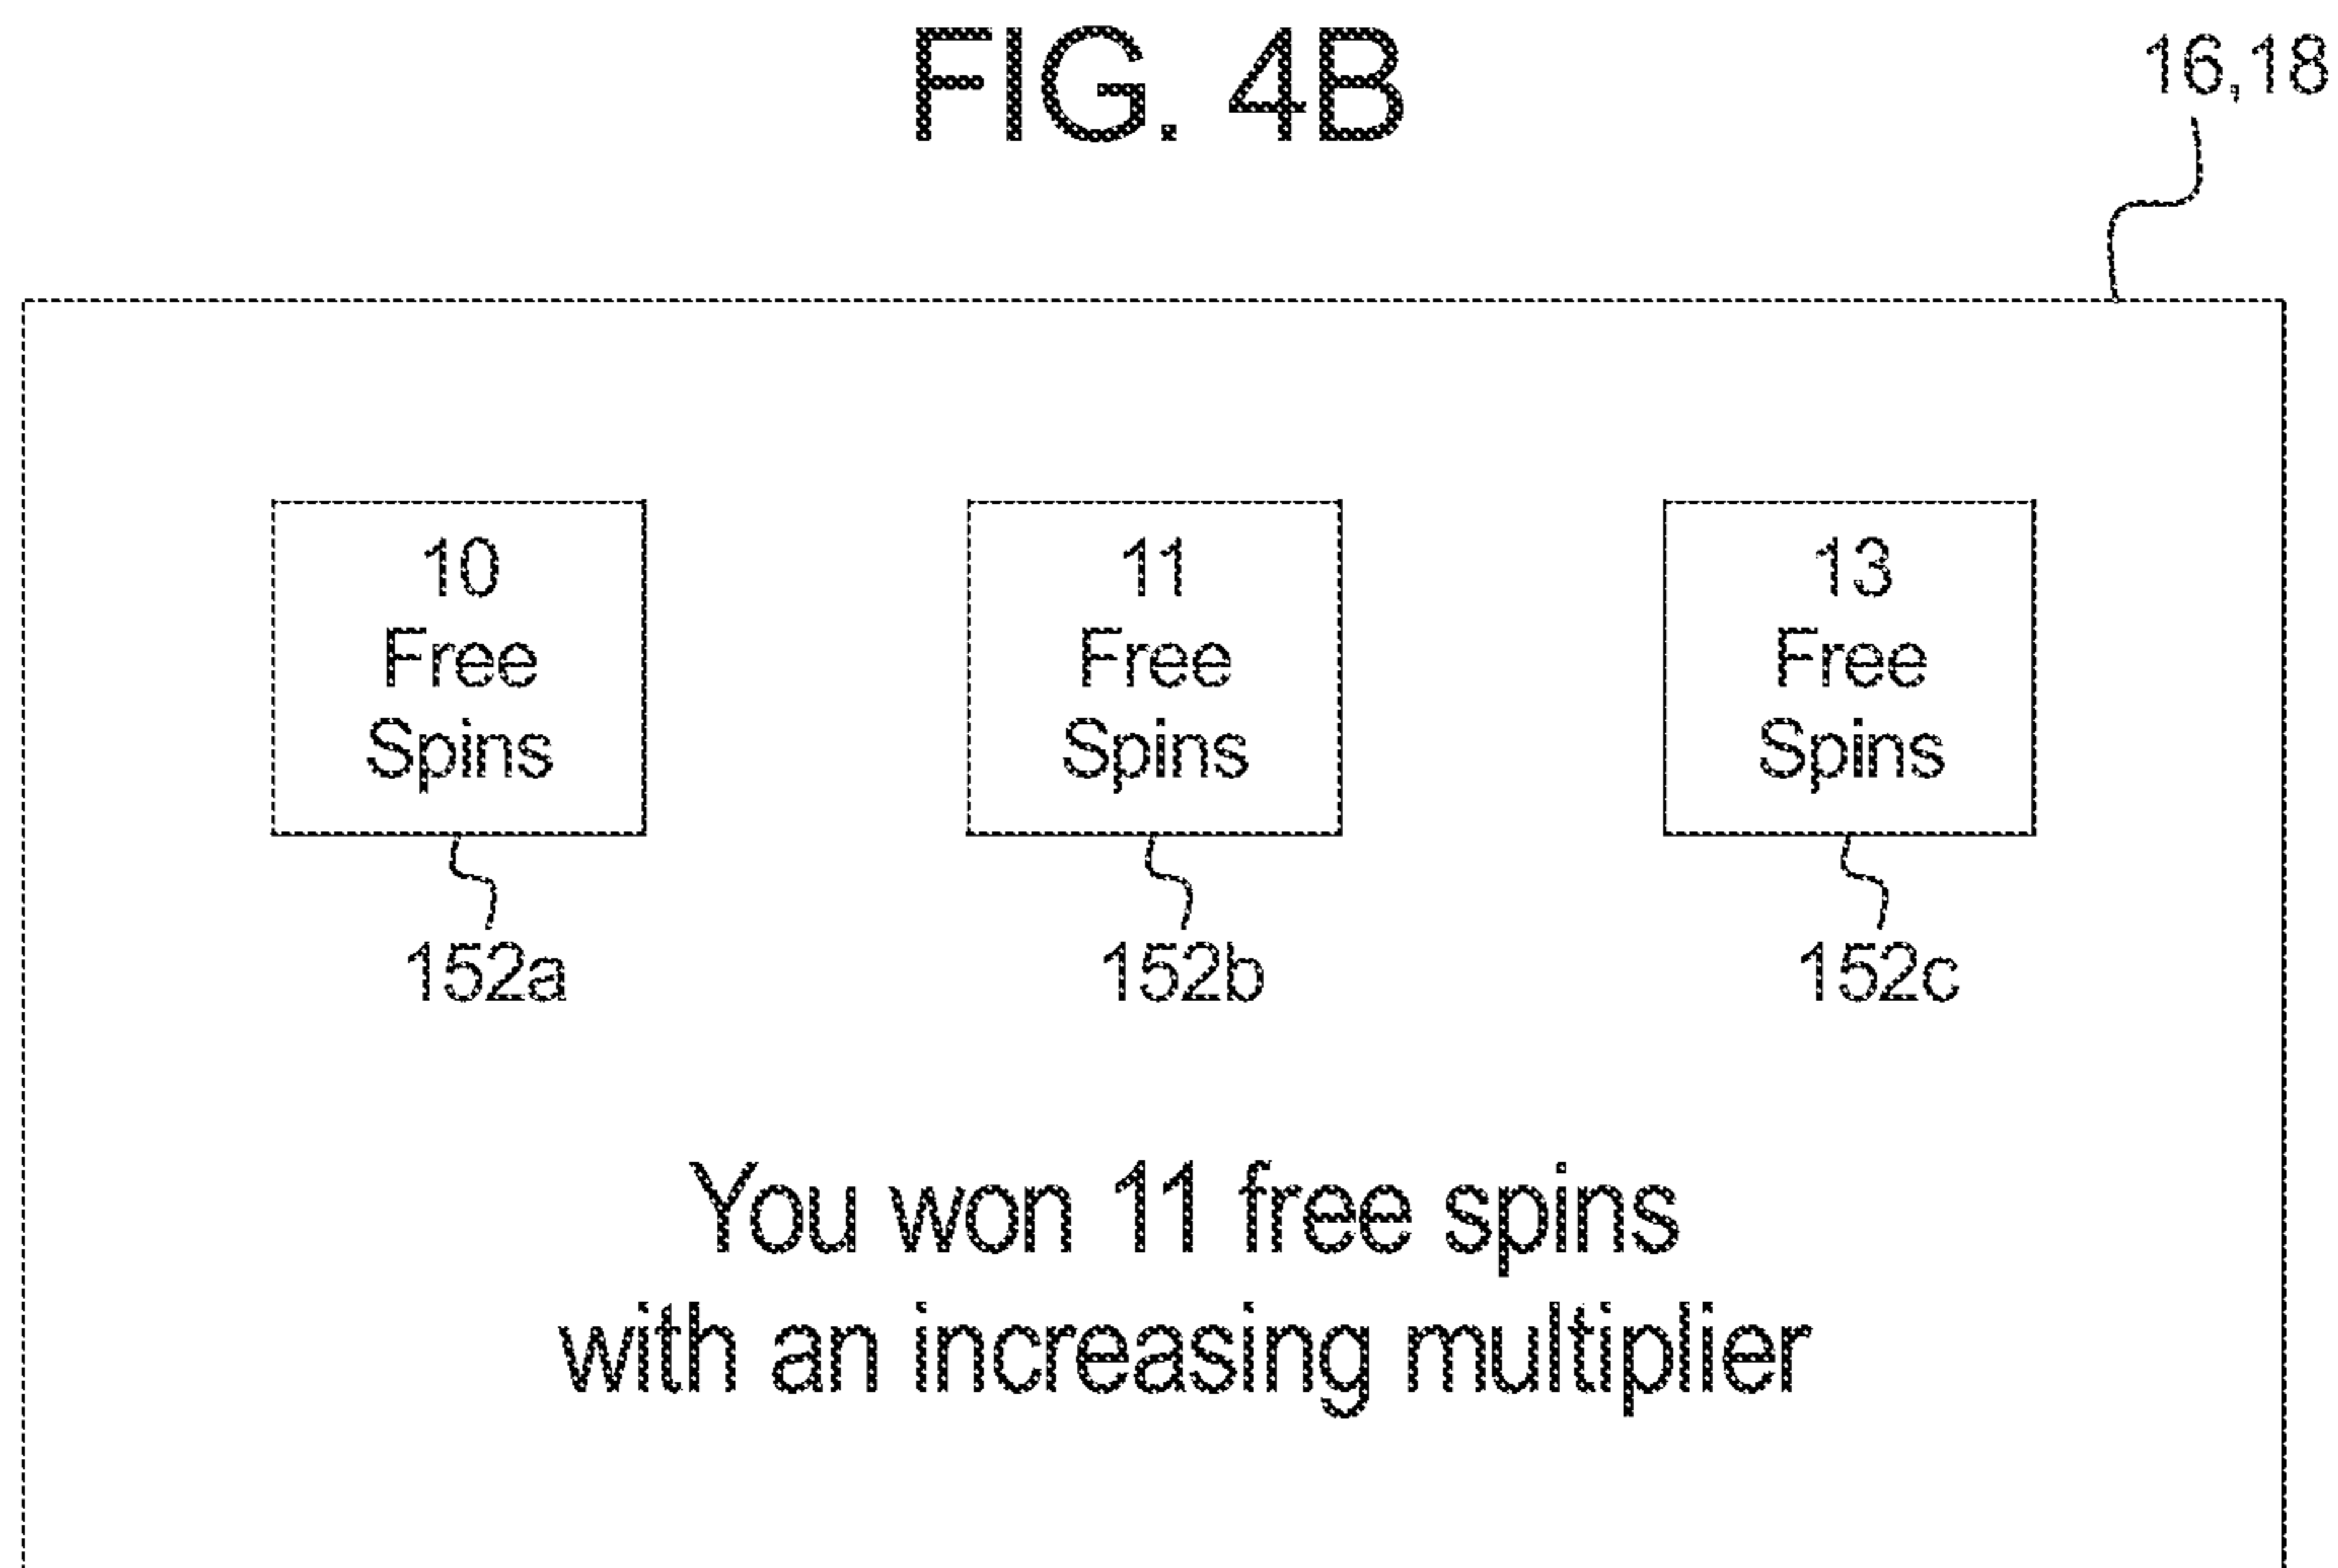 FIG. 4B
16,18
10
Free
Spins
152a
11
Free
Spins
152b
13
Free
Spins
152c
You won 11 free spins
with an increasing multiplier